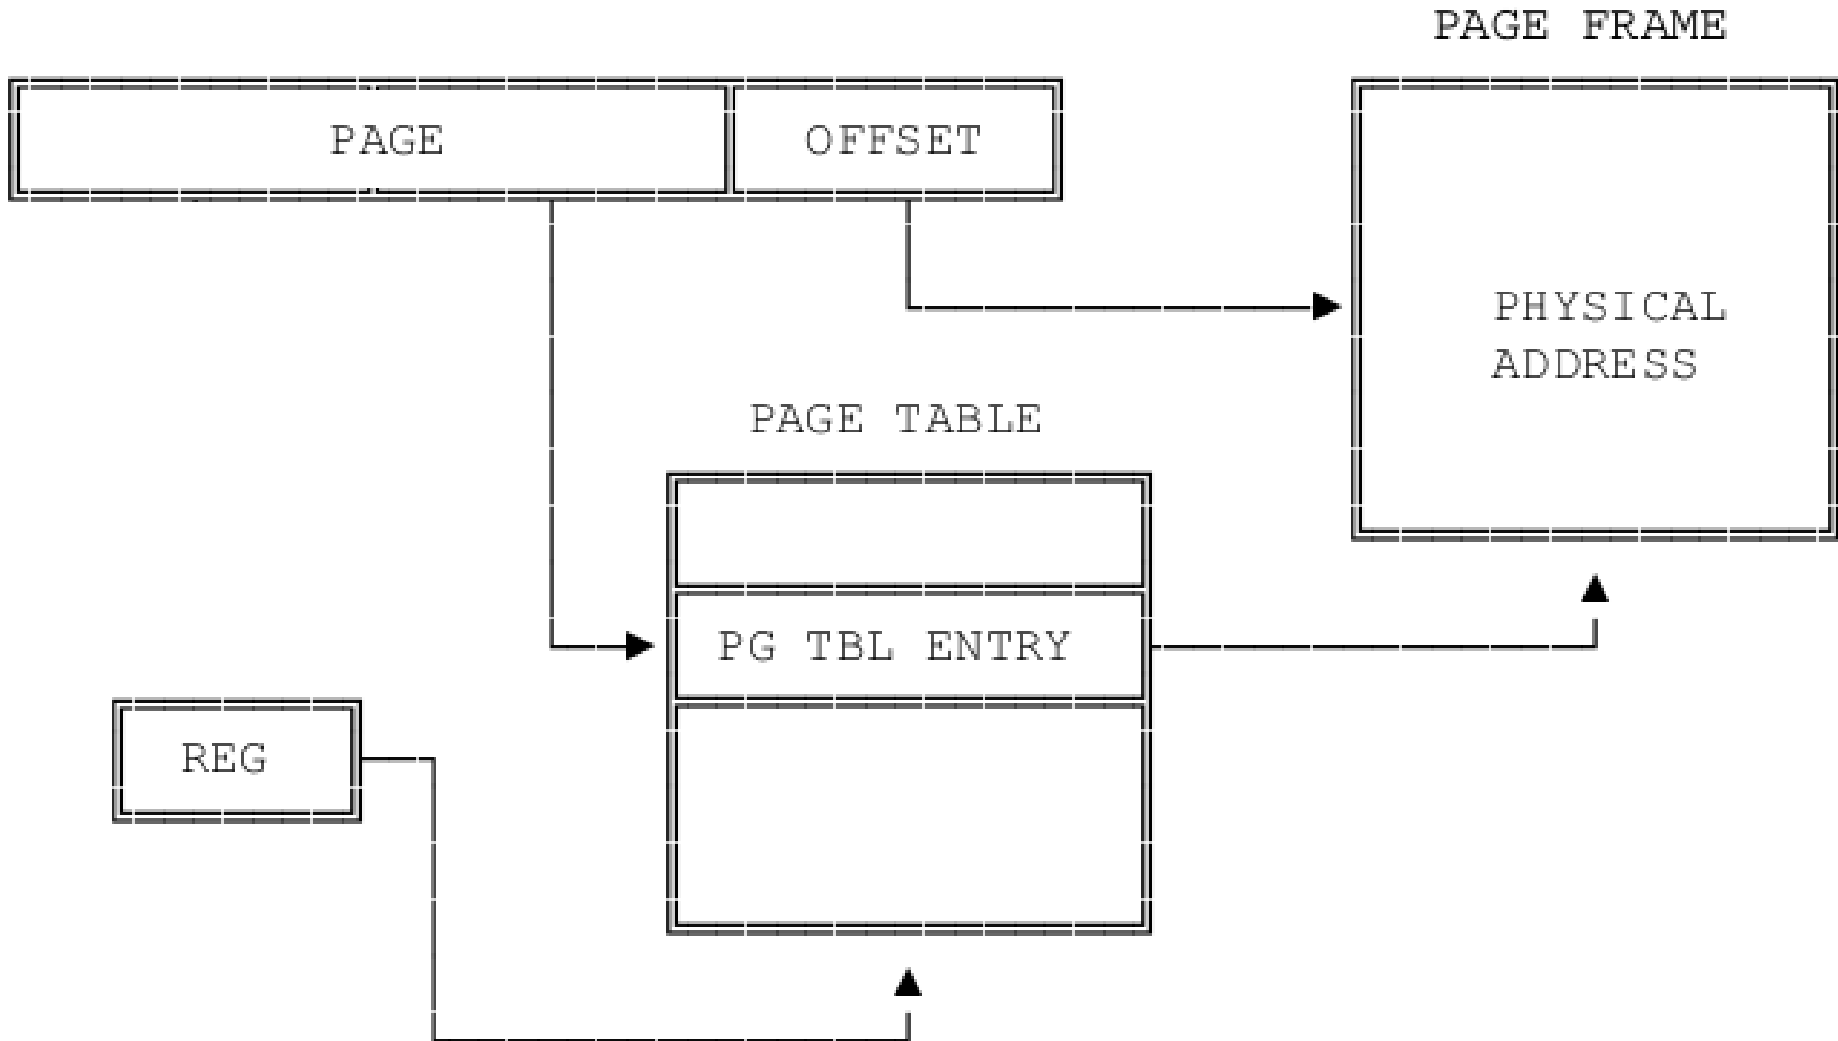 PAGE FRAME
PAGE
OFFSET
PHYSICAL
ADDRESS
PAGE TABLE
PG TBL ENTRY
REG